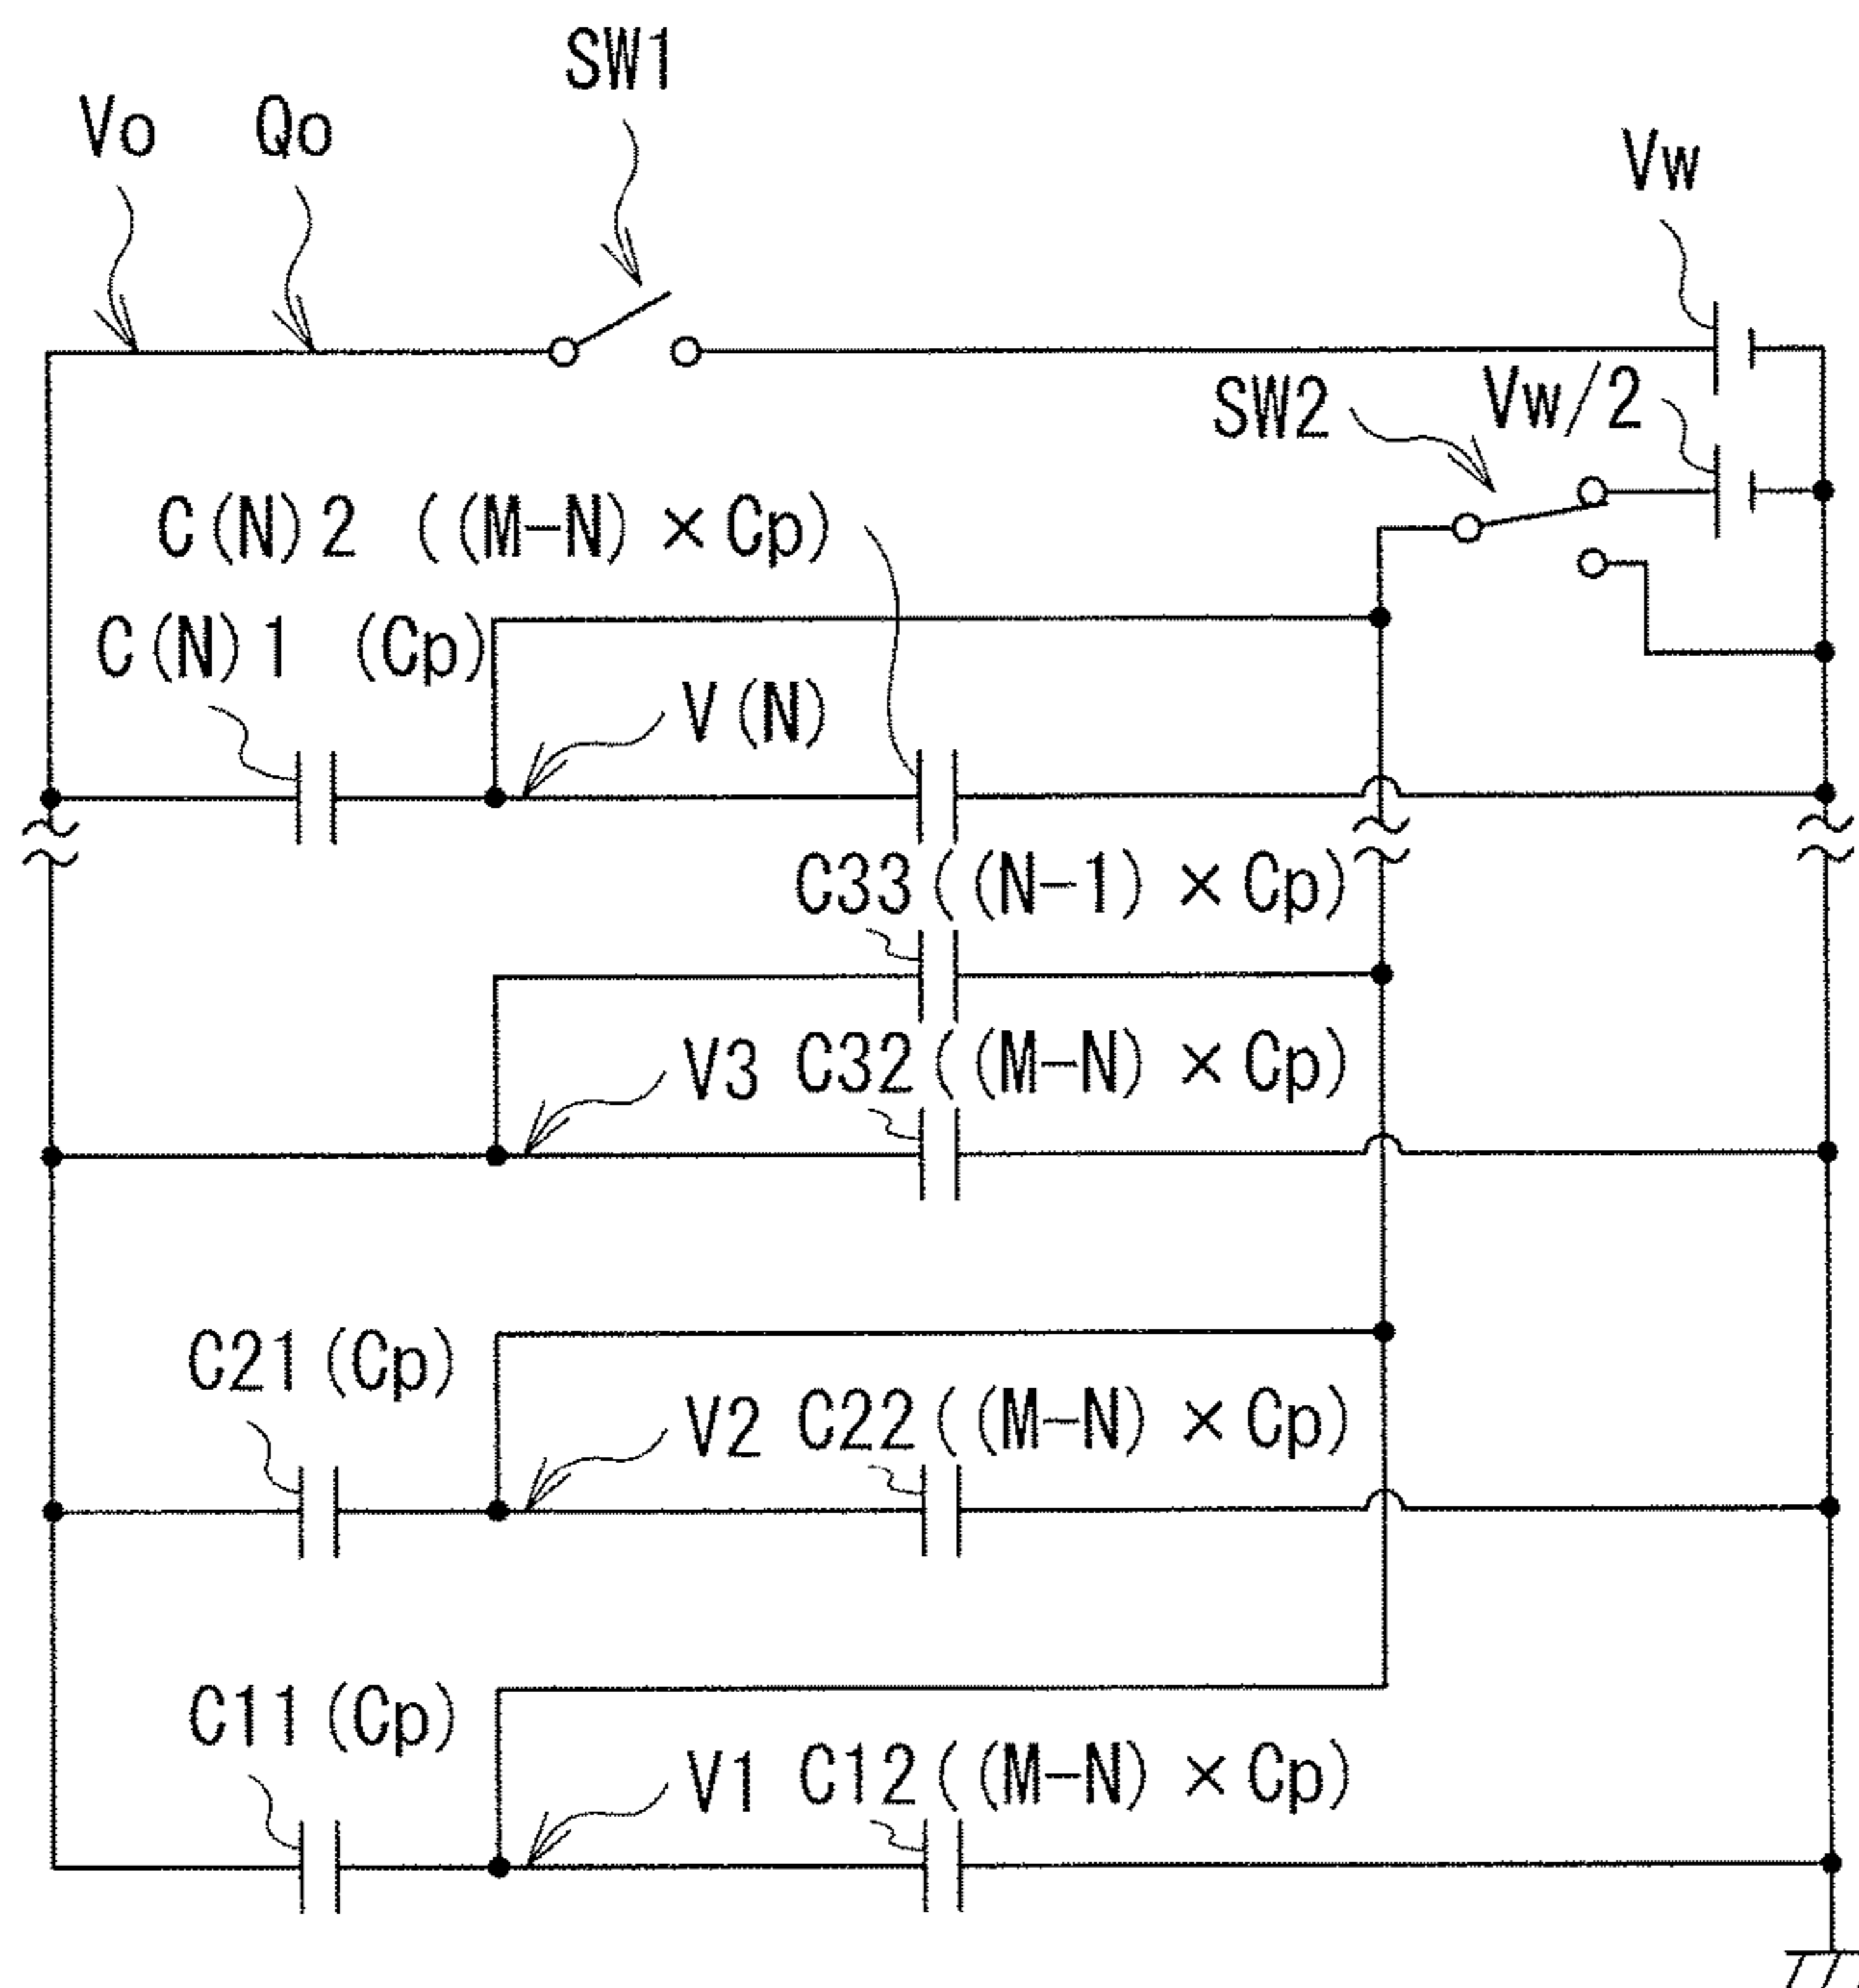 SW1
Vo Qo
Vw
SW2 Vw/2
C(N)2 ((M-N)×Cp)
C(N)1 (Cp)
V(N)
C33((N-1)×Cp)
V3 C32((M-N)×Cp)
C21(Cp)
V2 C22((M-N)×Cp)
C11(Cp)
V1 C12((M-N)×Cp)